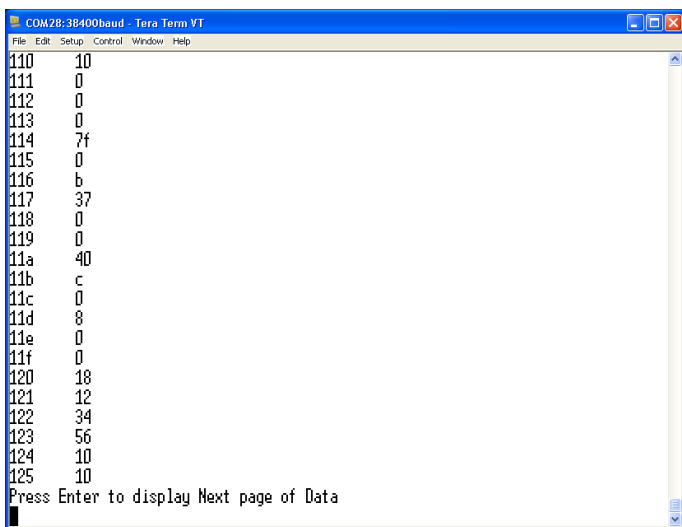 COM28:38400baud - Tera Term VT
File Edit Setup Control Window Help
110 10
111 0
112 0
113 0
114 7f
115 0
116 b
117 37
118 0
119 0
11a 40
11b c
11c 0
11d 8
11e 0
11f 0
120 18
121 12
122 34
123 56
124 10
125 10
Press Enter to display Next page of Data